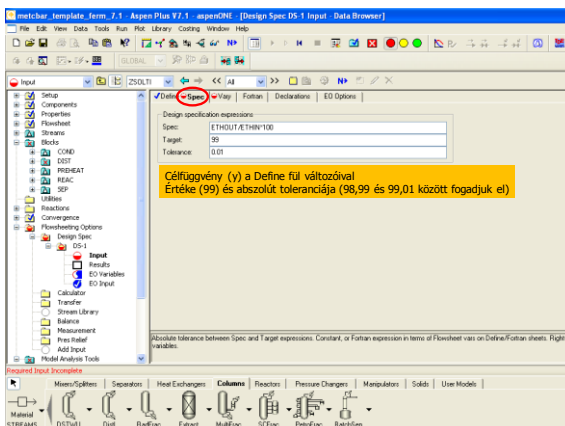 metcbar_template_ferm_7.1 - Aspen Plus V7.1 - aspenONE - [Design Spec DS-1 Input - Data Browser]
File Edit View Data Tools Run Plot Library Costing Window Help
GLOBAL
Input
2SOLTI
<< All >>
N>
Setup
Components
Properties
Flowsheet
Streams
Blocks
COND
DIST
PREHEAT
REAC
SEP
Utilities
Reactions
Convergence
Flowsheeting Options
Design Spec
DS-1
Input
Results
EO Variables
EO Input
Calculator
Transfer
Stream Library
Balance
Measurement
Pres Relief
Add Input
Model Analysis Tools
Define Spec Vary Fortran Declarations EO Options
Design specification expressions
Spec: ETHOUT/ETHIN*100
Target: 99
Tolerance: 0.01
Célfüggvény (y) a Define fül változóival
Értéke (99) és abszolút toleranciája (98,99 és 99,01 között fogadjuk el)
Absolute tolerance between Spec and Target expressions. Constant, or Fortran expression in terms of Flowsheet vars on Define/Fortran sheets. Right
variables.
Required Input Incomplete
Mixers/Splitters Separators Heat Exchangers Columns Reactors Pressure Changers Manipulators Solids User Models
Material
STREAMS DSTWU Distl RadFrac Extract MultiFrac SCFrac PetroFrac BatchSep